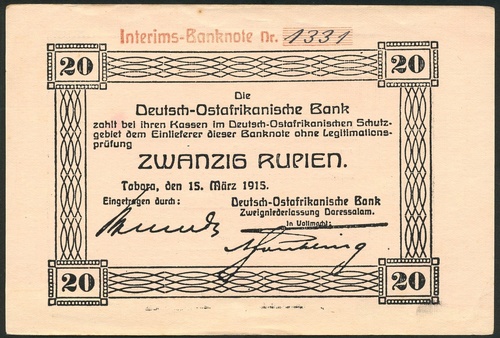 Interims-Banknote Nr. 1331
20 20
Die
Deutsch-Ostafrikanische Bank
zahlt bei ihren Kassen im Deutsch-Ostafrikanischen Schutz-
gebiet dem Einlieferer dieser Banknote ohne Legitimations-
prüfung
ZWANZIG RUPIEN.
Tabora, den 15. März 1915.
Eingetragen durch: Deutsch-Ostafrikanische Bank
Zweigniederlassung Daressalam.
In Vollmacht:
20 20